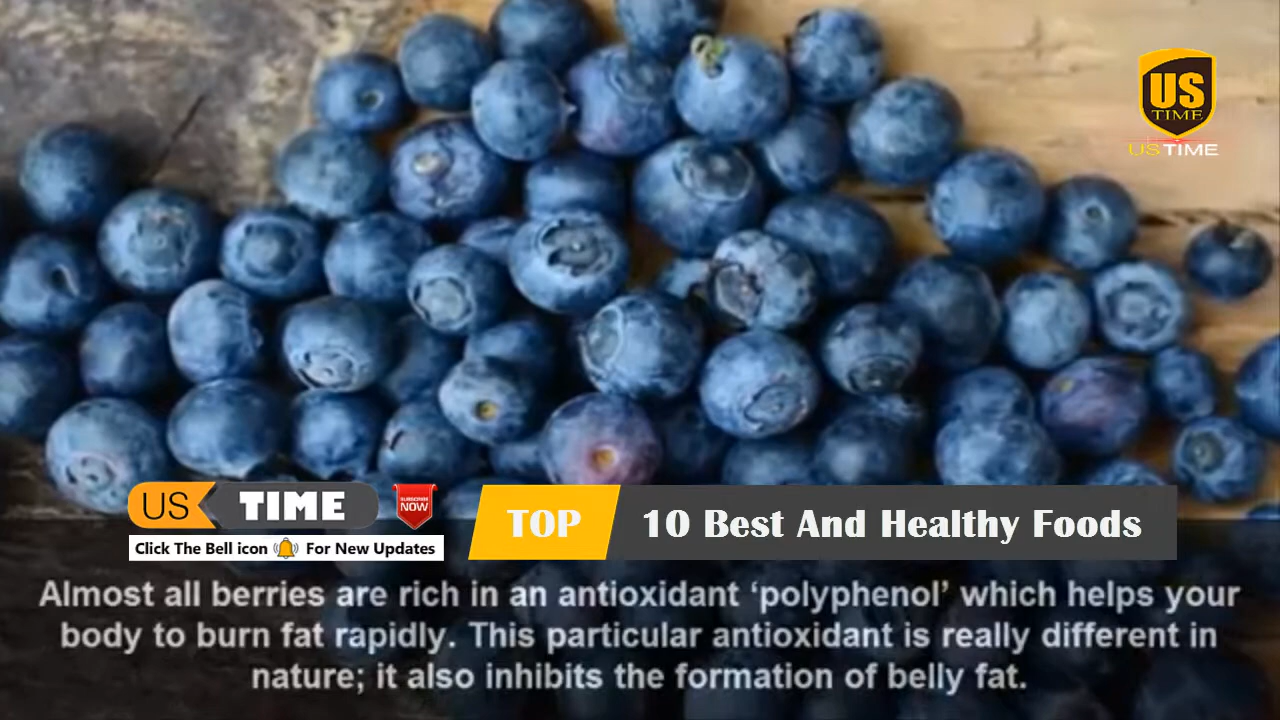 US
TIME
US TIME
US TIME
SUBSCRIBE
NOW
Click The Bell icon For New Updates
TOP 10 Best And Healthy Foods
Almost all berries are rich in an antioxidant ‘polyphenol’ which helps your
body to burn fat rapidly. This particular antioxidant is really different in
nature; it also inhibits the formation of belly fat.